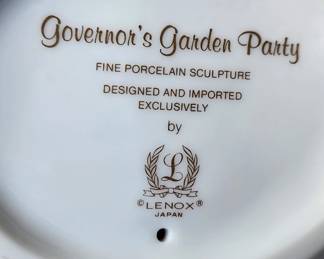 Governor's Garden Party
FINE PORCELAIN SCULPTURE
DESIGNED AND IMPORTED
EXCLUSIVELY
by
L
©LENOX®
JAPAN